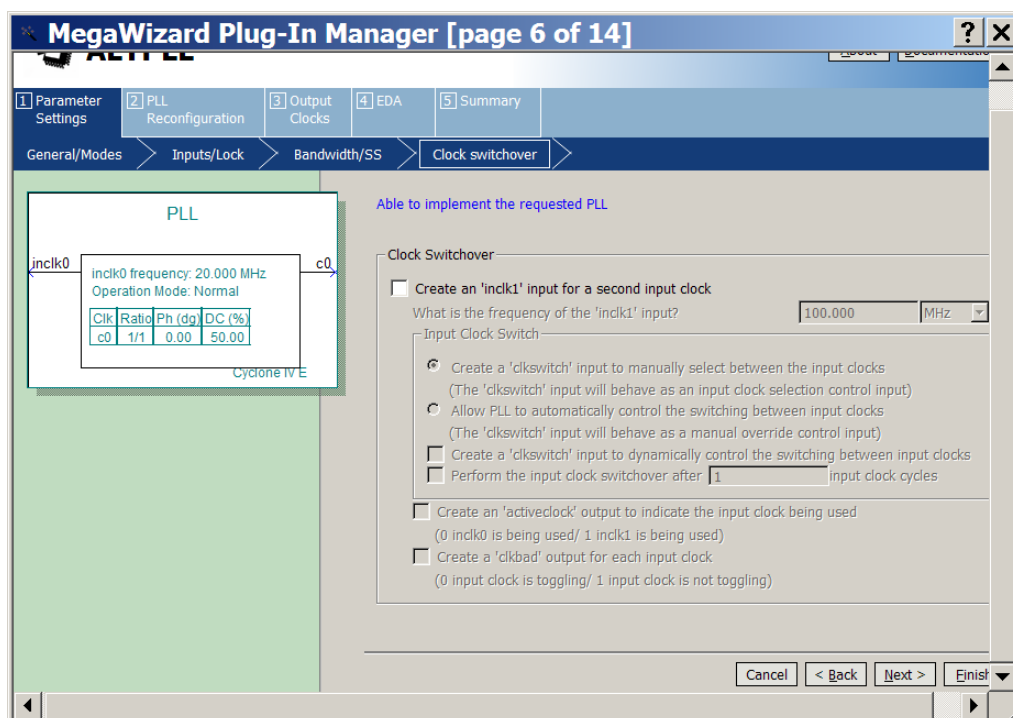 MegaWizard Plug-In Manager [page 6 of 14]
? X
ALTPLL
About Documentation
1 Parameter Settings
2 PLL Reconfiguration
3 Output Clocks
4 EDA
5 Summary
General/Modes Inputs/Lock Bandwidth/SS Clock switchover
PLL
inclk0
c0
inclk0 frequency: 20.000 MHz
Operation Mode: Normal
Clk Ratio Ph (dg) DC (%)
c0 1/1 0.00 50.00
Cyclone IV E
Able to implement the requested PLL
Clock Switchover
Create an 'inclk1' input for a second input clock
What is the frequency of the 'inclk1' input? 100.000 MHz
Input Clock Switch
Create a 'clkswitch' input to manually select between the input clocks
(The 'clkswitch' input will behave as an input clock selection control input)
Allow PLL to automatically control the switching between input clocks
(The 'clkswitch' input will behave as a manual override control input)
Create a 'clkswitch' input to dynamically control the switching between input clocks
Perform the input clock switchover after 1 input clock cycles
Create an 'activeclock' output to indicate the input clock being used
(0 inclk0 is being used/ 1 inclk1 is being used)
Create a 'clkbad' output for each input clock
(0 input clock is toggling/ 1 input clock is not toggling)
Cancel < Back Next > Finish